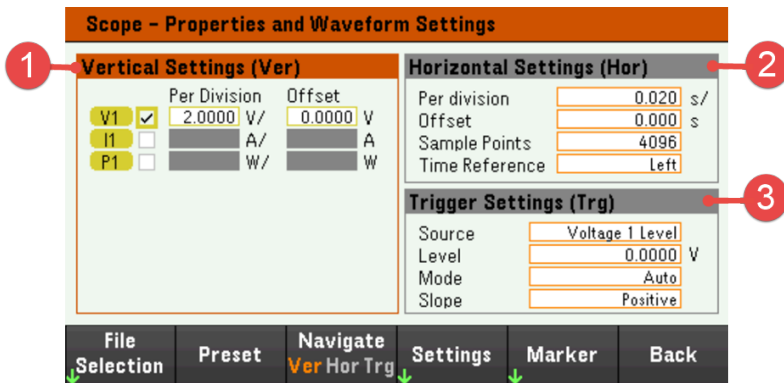 Scope – Properties and Waveform Settings
1
Vertical Settings (Ver)
Per Division Offset
V1 2.0000 V/ 0.0000 V
I1 A/ A
P1 W/ W
2
Horizontal Settings (Hor)
Per division 0.020 s/
Offset 0.000 s
Sample Points 4096
Time Reference Left
3
Trigger Settings (Trg)
Source Voltage 1 Level
Level 0.0000 V
Mode Auto
Slope Positive
File Selection
Preset
Navigate
Ver Hor Trg
Settings
Marker
Back